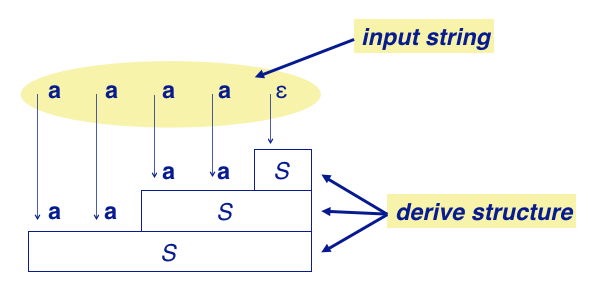 input string
a a a a ε
a a S
a a S
derive structure
S